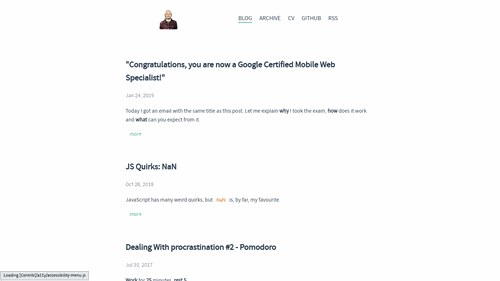 BLOG ARCHIVE CV GITHUB RSS
"Congratulations, you are now a Google Certified Mobile Web
Specialist!"
Jan 24, 2019
Today I got an email with the same title as this post. Let me explain why I took the exam, how does it work
and what can you expect from it.
more
JS Quirks: NaN
Oct 28, 2018
JavaScript has many weird quirks, but NaN is, by far, my favourite.
more
Dealing With procrastination #2 - Pomodoro
Jul 10, 2017
Work for 25 minutes, rest 5.
Loading [Contrib]/a11y/accessibility-menu.js